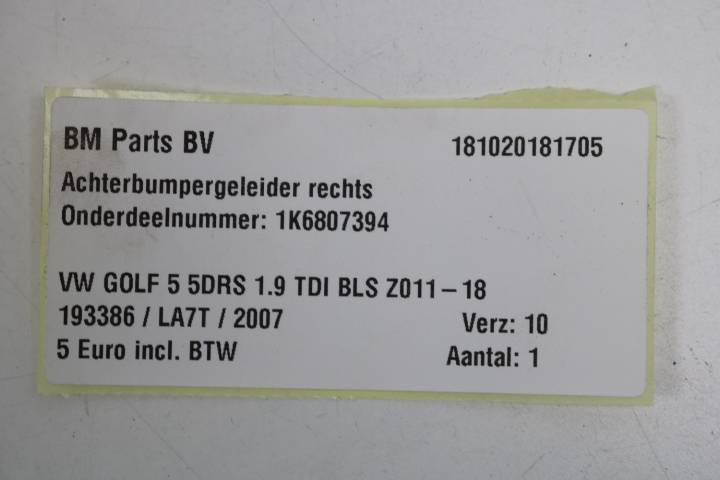 BM Parts BV 181020181705
Achterbumpergeleider rechts
Onderdeelnummer: 1K6807394
VW GOLF 5 5DRS 1.9 TDI BLS Z011-18
193386 / LA7T / 2007 Verz: 10
5 Euro incl. BTW Aantal: 1